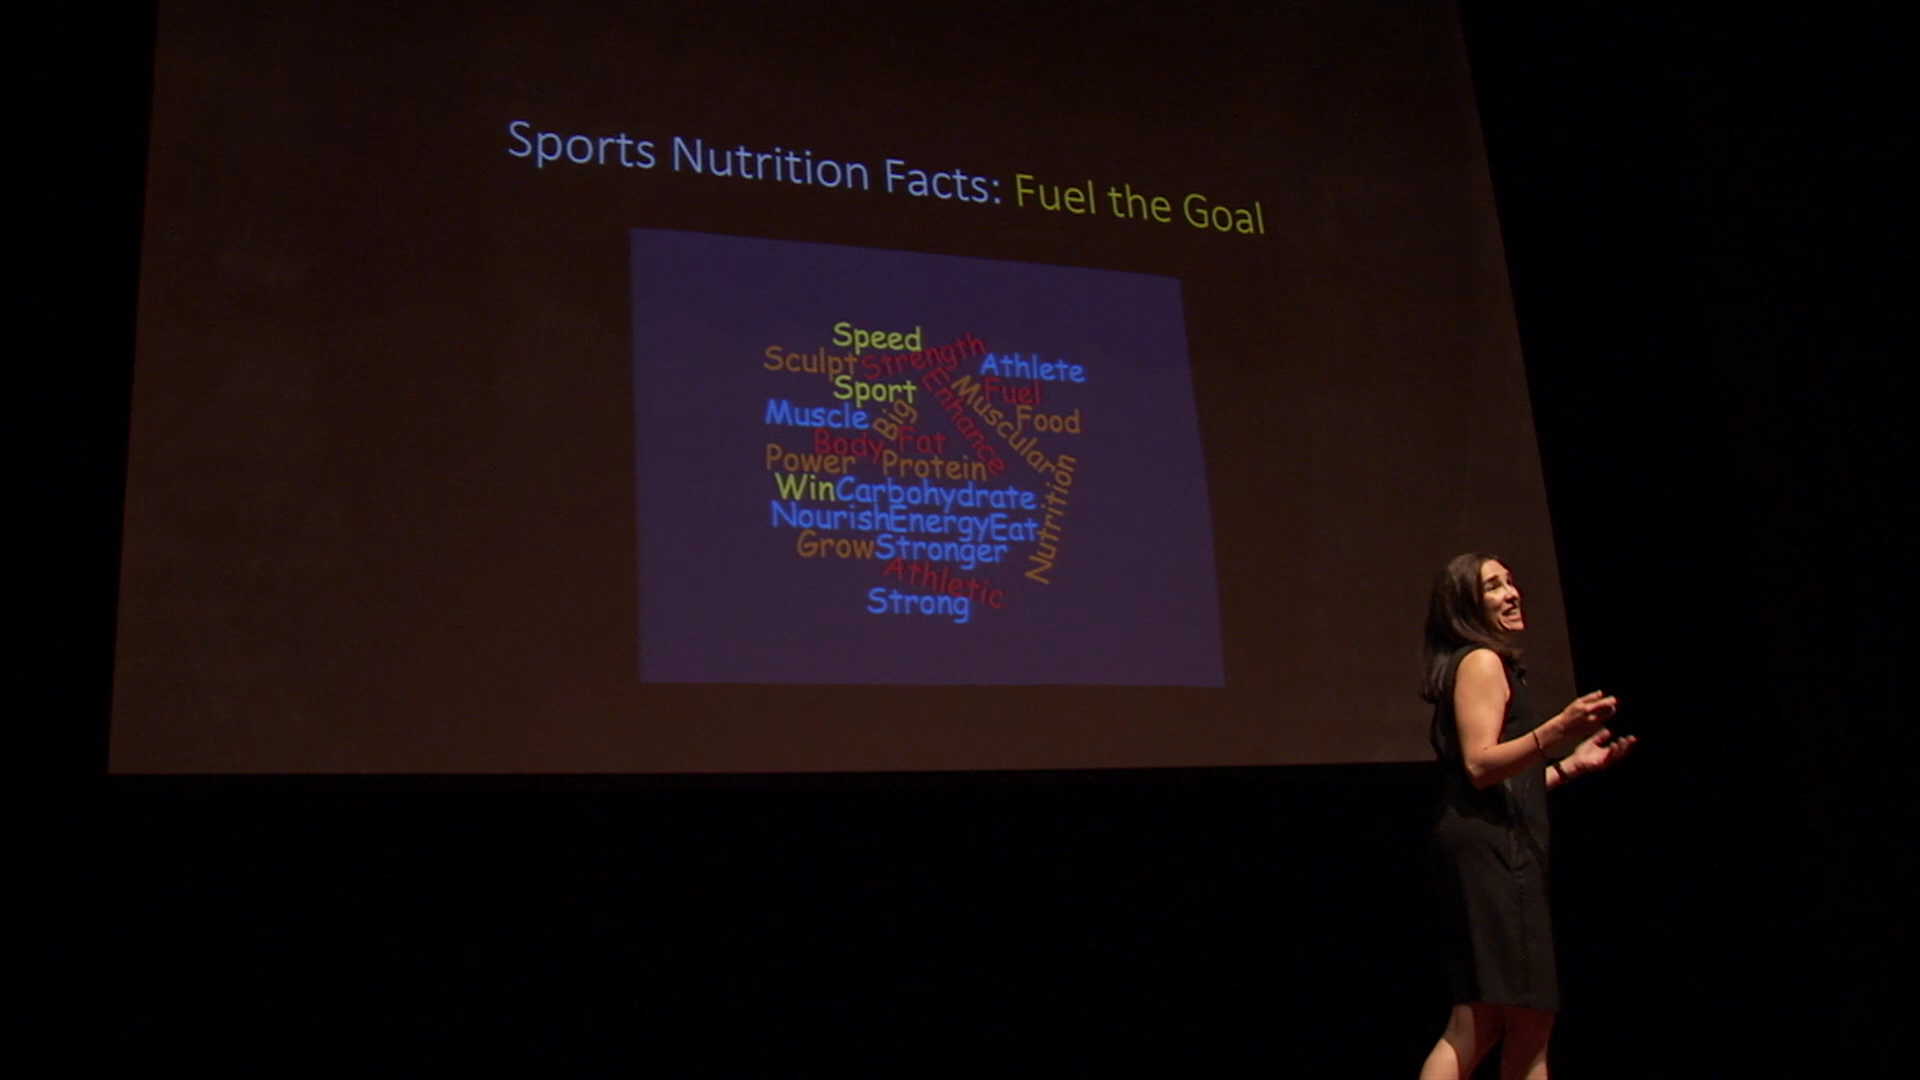 Sports Nutrition Facts: Fuel the Goal
Speed
Sculpt Strength Athlete
Sport Enhance Muscular Fuel
Muscle Big Food
Body Fat
Power Protein
Win Carbohydrate
Nourish Energy Eat Nutrition
Grow Stronger
Athletic
Strong